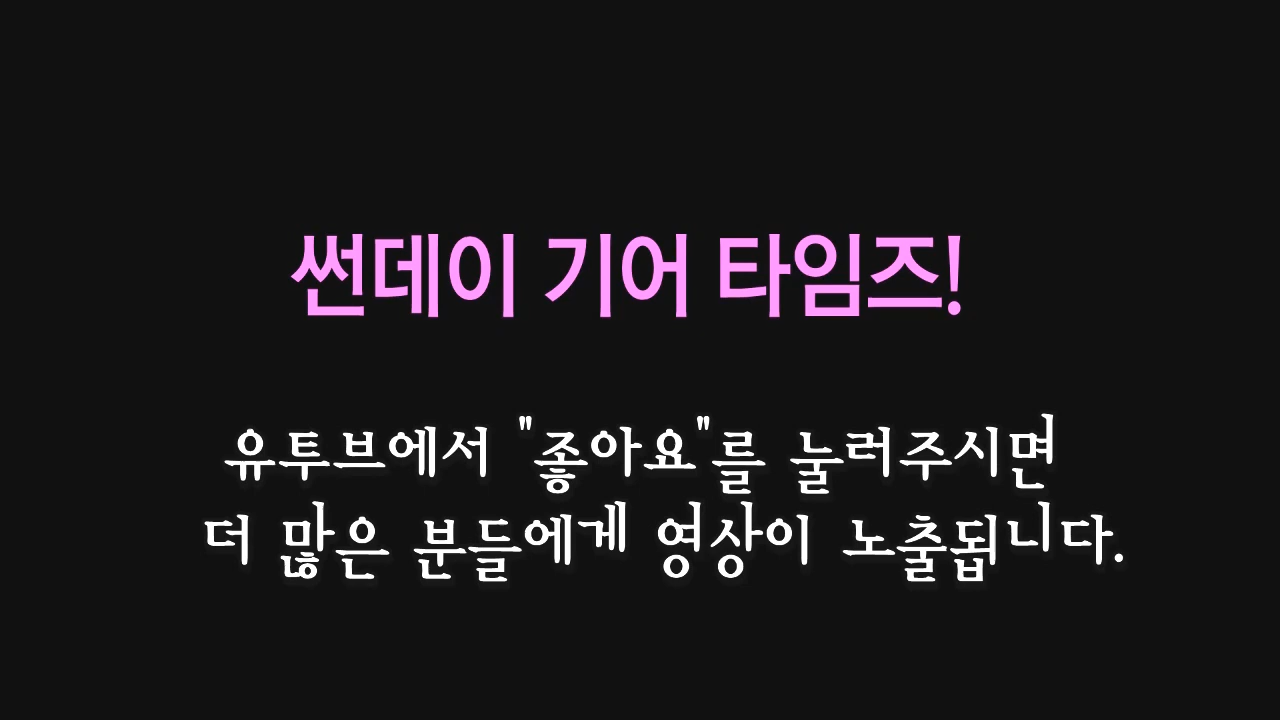 썬데이 기어 타임즈!
유투브에서 "좋아요"를 눌러주시면
더 많은 분들에게 영상이 노출됩니다.